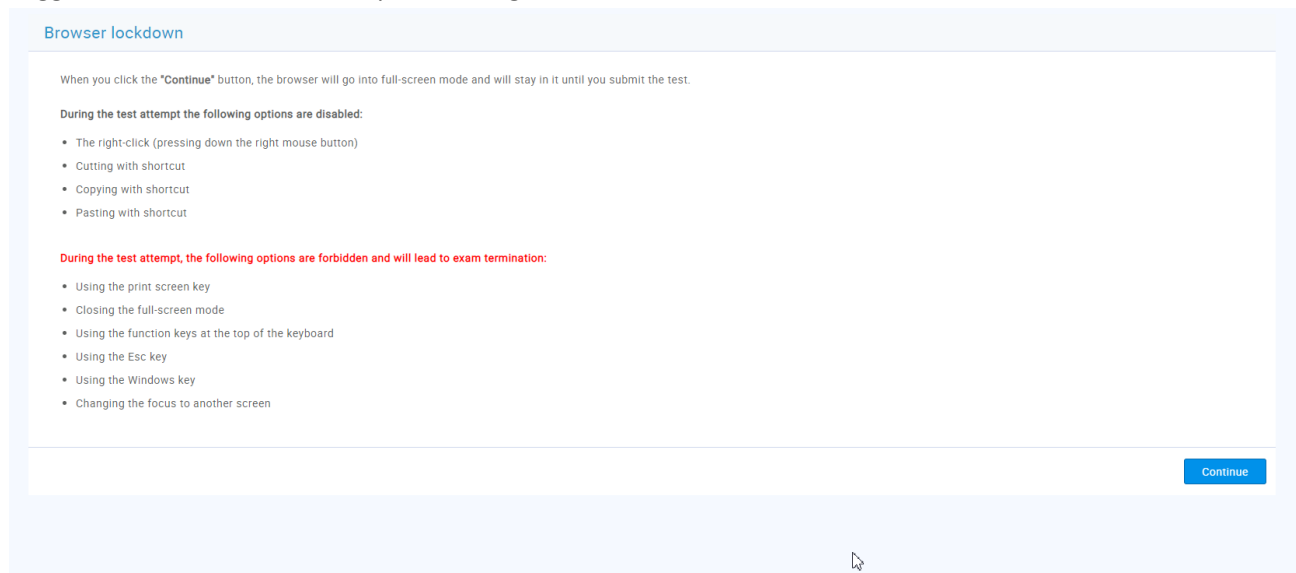 Browser lockdown
When you click the "Continue" button, the browser will go into full-screen mode and will stay in it until you submit the test.
During the test attempt the following options are disabled:
• The right-click (pressing down the right mouse button)
• Cutting with shortcut
• Copying with shortcut
• Pasting with shortcut
During the test attempt, the following options are forbidden and will lead to exam termination:
• Using the print screen key
• Closing the full-screen mode
• Using the function keys at the top of the keyboard
• Using the Esc key
• Using the Windows key
• Changing the focus to another screen
Continue